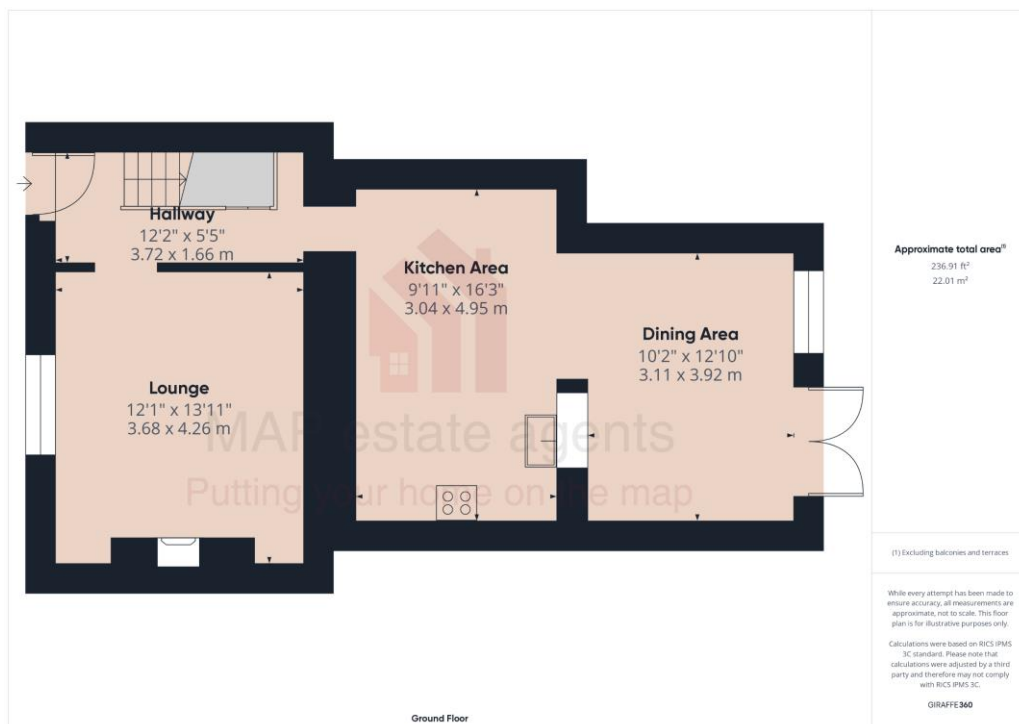 Hallway
12'2" x 5'5"
3.72 x 1.66 m
Kitchen Area
9'11" x 16'3"
3.04 x 4.95 m
Dining Area
10'2" x 12'10"
3.11 x 3.92 m
Lounge
12'1" x 13'11"
3.68 x 4.26 m
MAP estate agents
Putting your home on the map
Ground Floor
Approximate total area⁽¹⁾
236.91 ft²
22.01 m²
(1) Excluding balconies and terraces
While every attempt has been made to
ensure accuracy, all measurements are
approximate, not to scale. This floor
plan is for illustrative purposes only.
Calculations were based on RICS IPMS
3C standard. Please note that
calculations were adjusted by a third
party and therefore may not comply
with RICS IPMS 3C.
GIRAFFE360